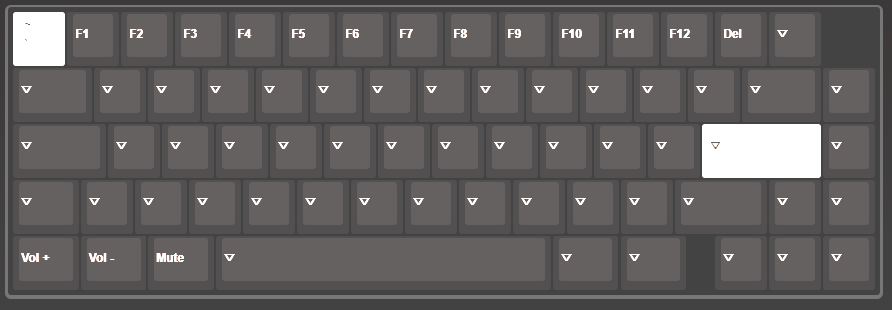 ~
`
F1
F2
F3
F4
F5
F6
F7
F8
F9
F10
F11
F12
Del
▽
▽ ▽ ▽ ▽ ▽ ▽ ▽ ▽ ▽ ▽ ▽ ▽ ▽ ▽ ▽
▽ ▽ ▽ ▽ ▽ ▽ ▽ ▽ ▽ ▽ ▽ ▽ ▽ ▽
▽ ▽ ▽ ▽ ▽ ▽ ▽ ▽ ▽ ▽ ▽ ▽ ▽ ▽
Vol +
Vol -
Mute
▽ ▽ ▽ ▽ ▽ ▽